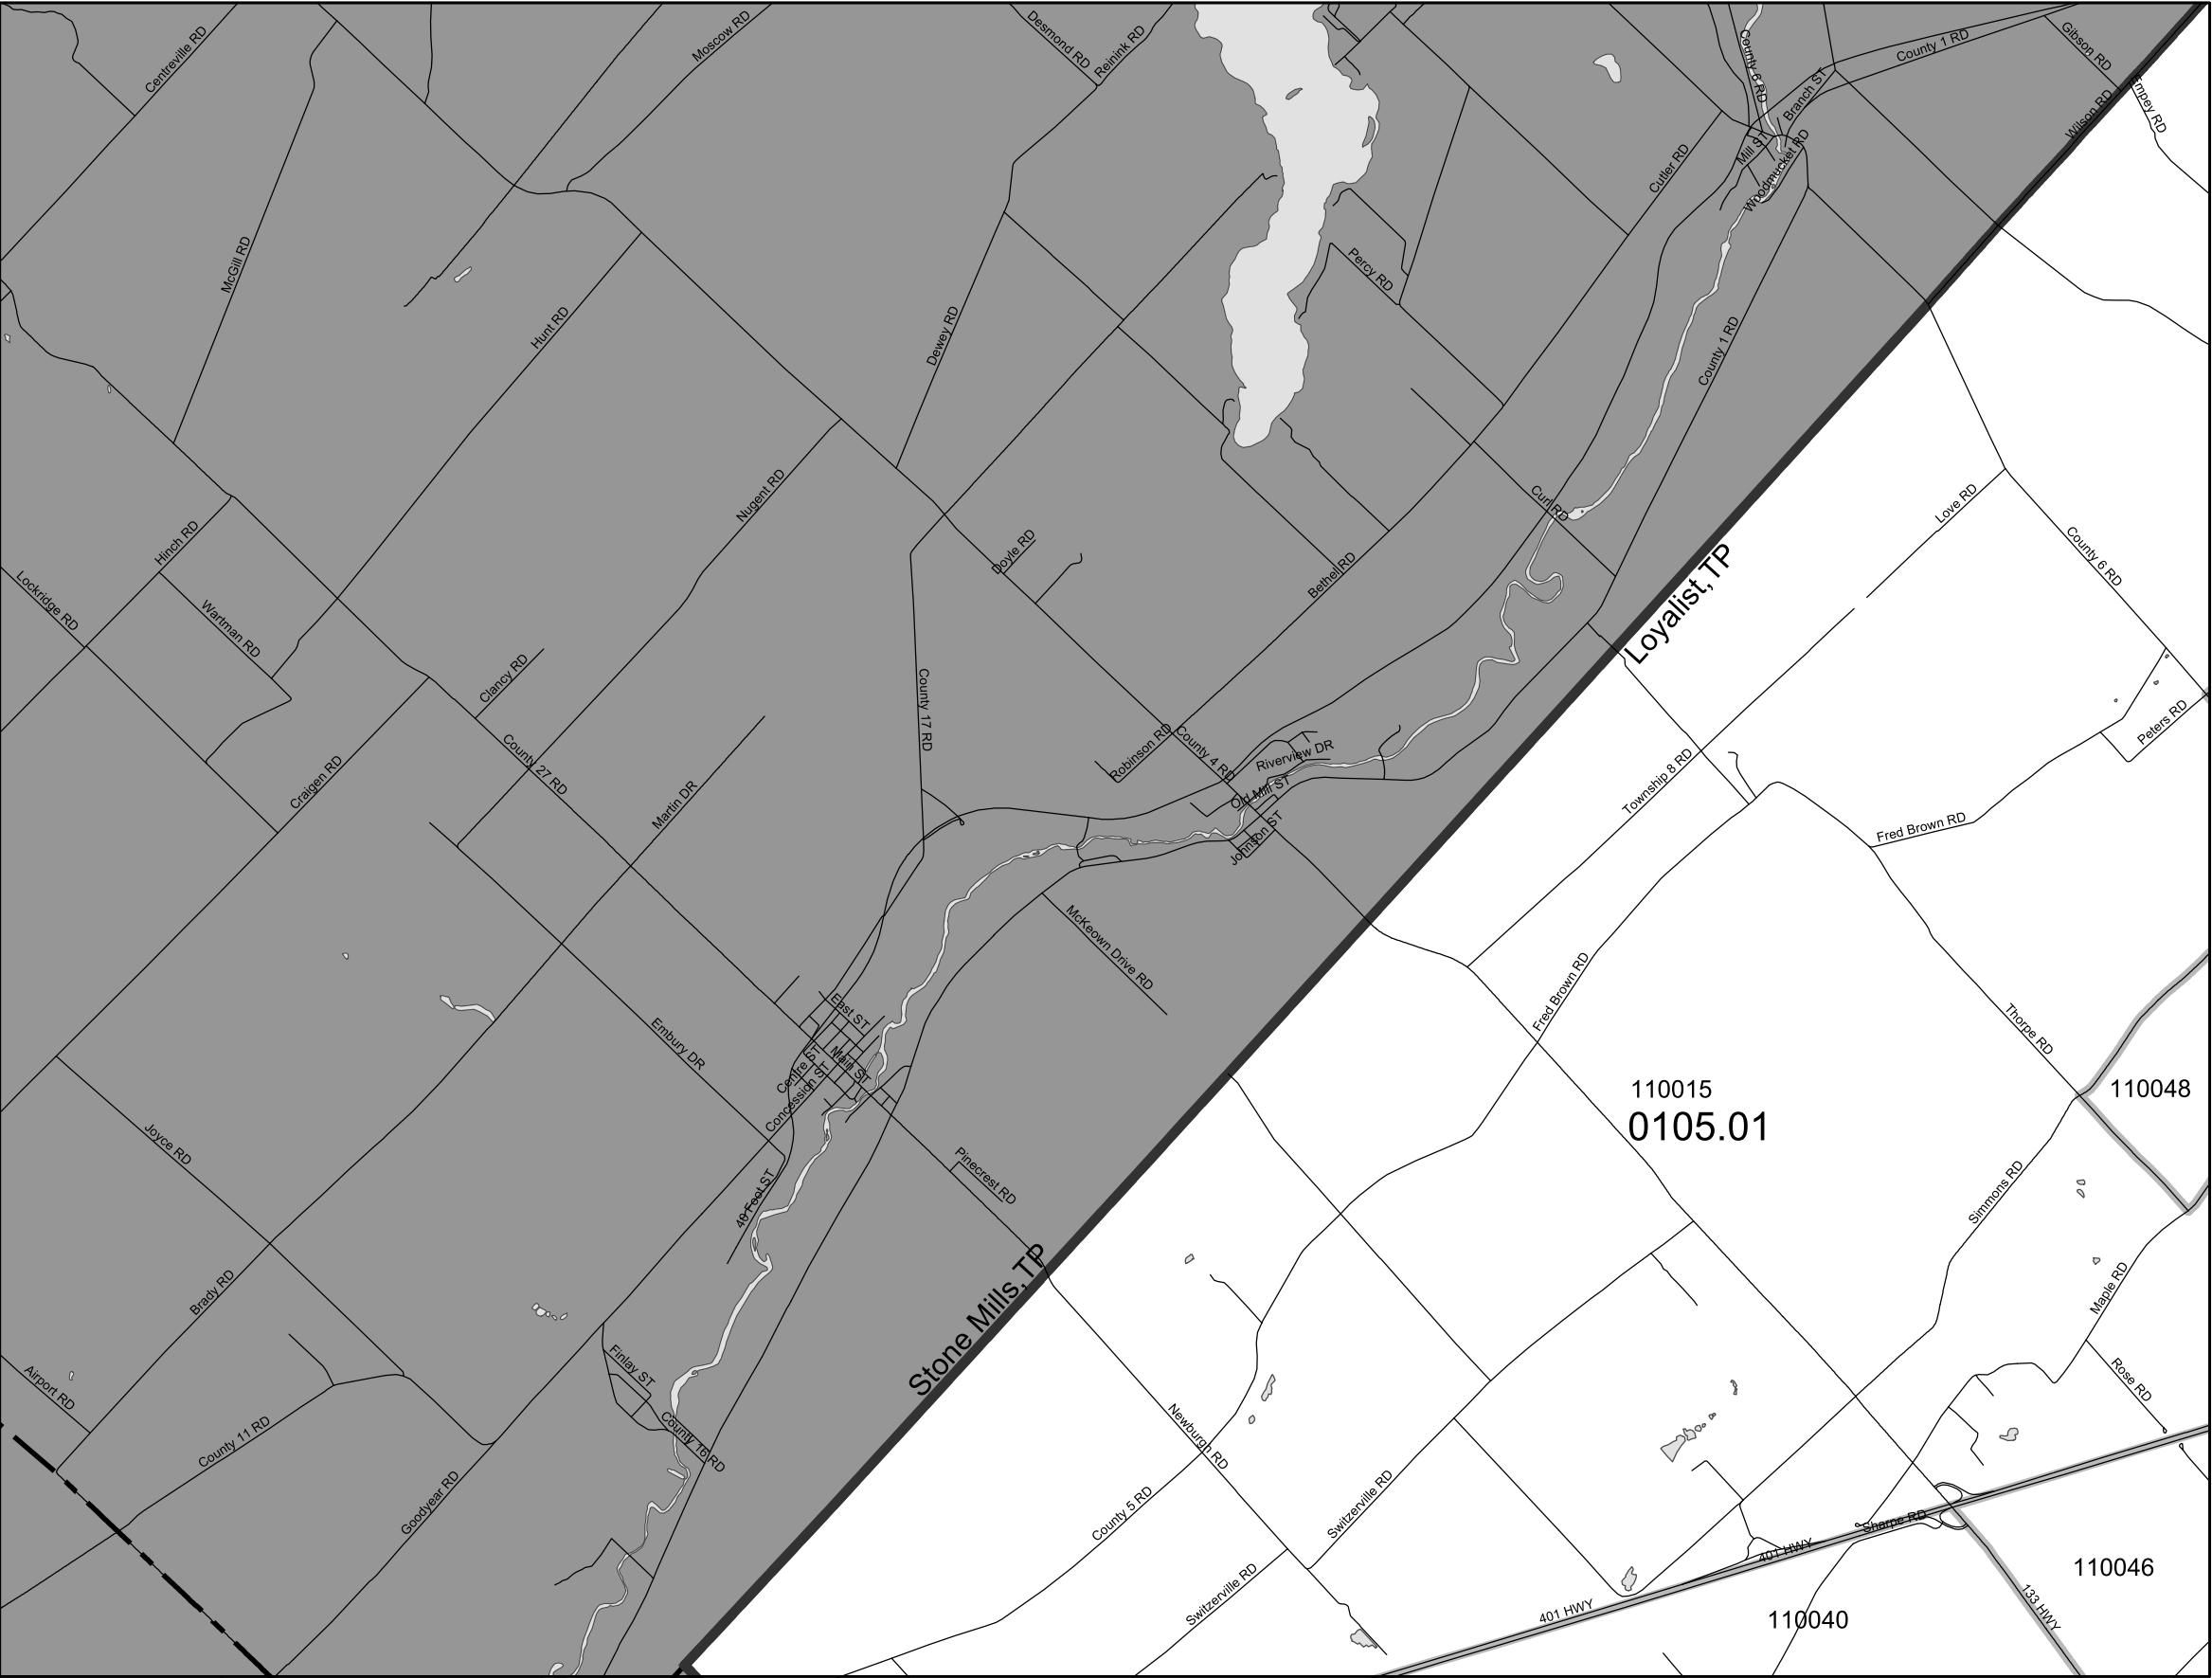 Centreville RD
Moscow RD
Desmond RD
Reinink RD
County 6 RD
County 1 RD
Gibson RD
Branch ST
Wilson RD
Empey RD
Mill ST
Woodmucket RD
Cutler RD
McGill RD
Percy RD
Hunt RD
Dewey RD
County 1 RD
Nugent RD
Curl RD
Love RD
Hinch RD
Doyle RD
County 6 RD
Lockridge RD
Bethel RD
Loyalist, TP
Wartman RD
Clancy RD
County 17 RD
Robinson RD
County 4 RD
Riverview DR
Peters RD
County 27 RD
Craigen RD
Martin DR
Old Mill ST
Township 8 RD
Johnson ST
Fred Brown RD
McKeown Drive RD
Fred Brown RD
East ST
Embury DR
Main ST
Centre ST
Concession ST
Thorpe RD
110015
0105.01
110048
Joyce RD
Pinecrest RD
40 Foot ST
Simmons RD
Brady RD
Stone Mills, TP
Maple RD
Airport RD
Finlay ST
Rose RD
County 11 RD
County 16 RD
Newburgh RD
Goodyear RD
County 5 RD
Switzerville RD
Sharpe RD
401 HWY
110046
Switzerville RD
401 HWY
110040
133 HWY